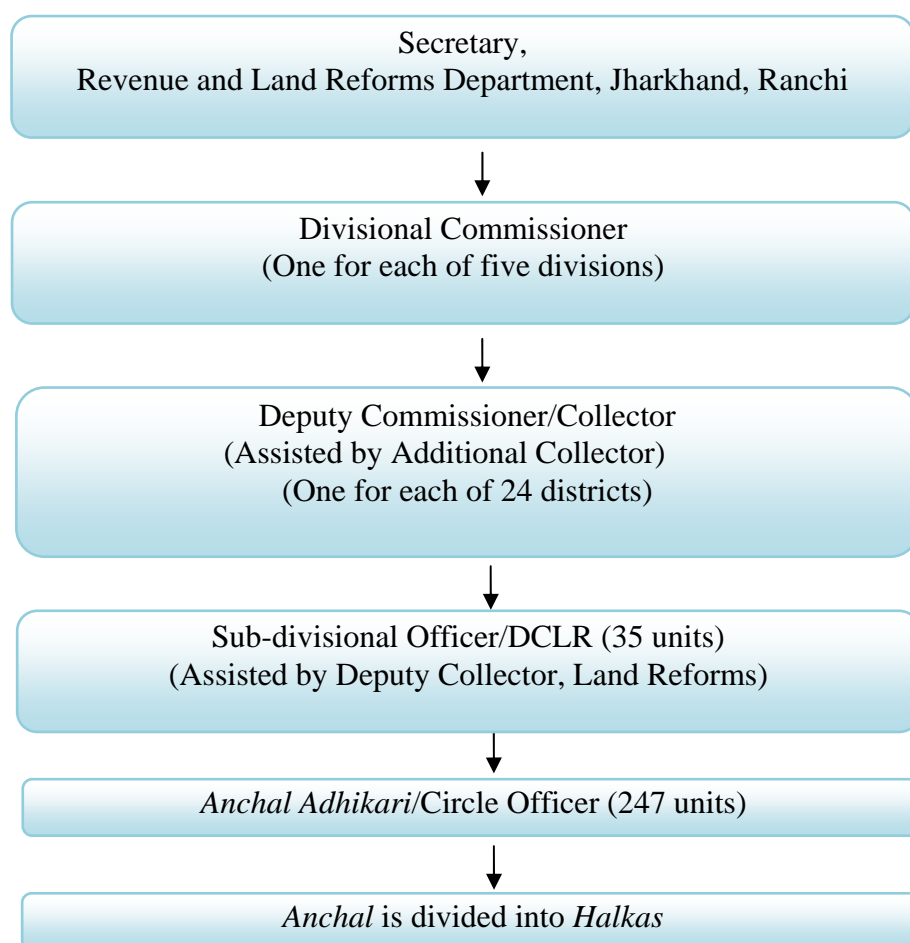 Secretary,
Revenue and Land Reforms Department, Jharkhand, Ranchi
Divisional Commissioner
(One for each of five divisions)
Deputy Commissioner/Collector
(Assisted by Additional Collector)
(One for each of 24 districts)
Sub-divisional Officer/DCLR (35 units)
(Assisted by Deputy Collector, Land Reforms)
Anchal Adhikari/Circle Officer (247 units)
Anchal is divided into Halkas